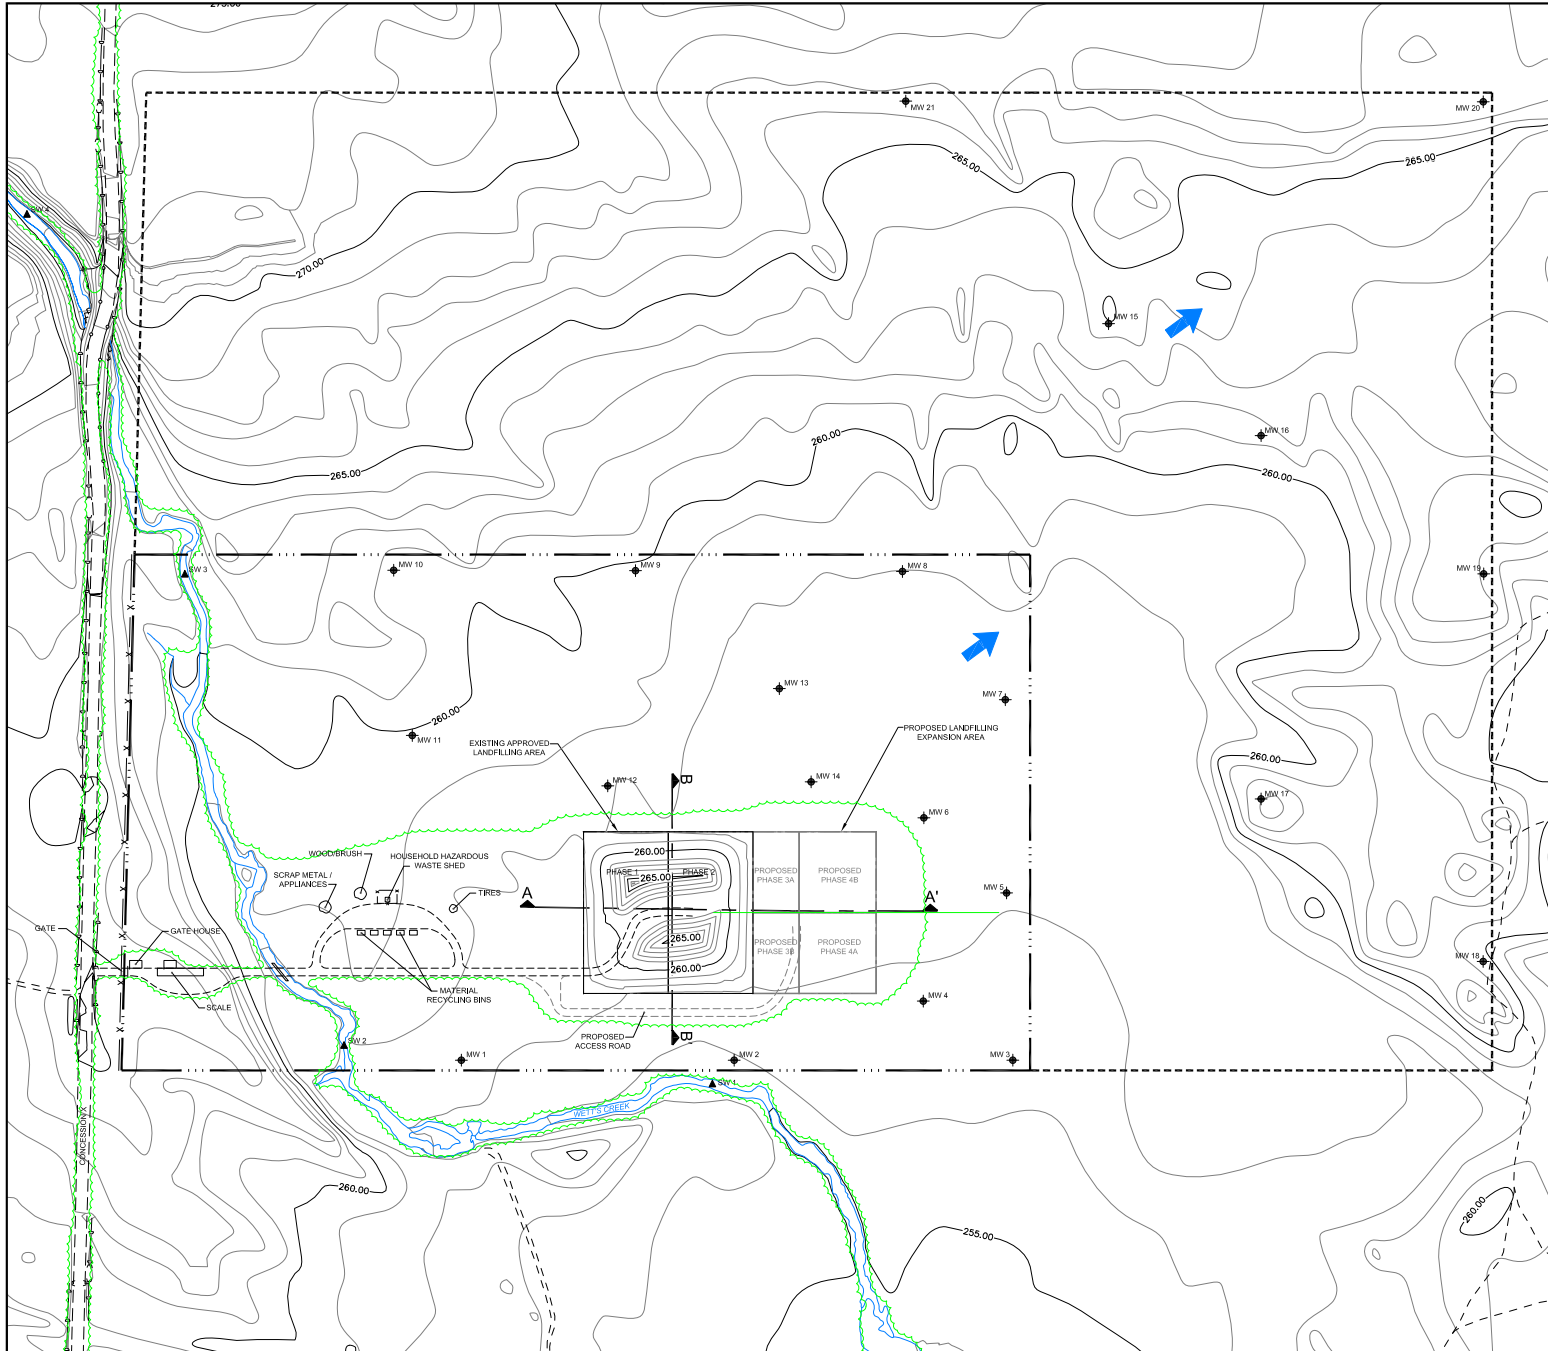 275.00
MW 21
MW 20
265.00
265.00
SW 4
270.00
MW 15
MW 16
260.00
260.00
265.00
MW 10
MW 9
MW 8
MW 19
SW 3
MW 13
MW 7
260.00
MW 11
EXISTING APPROVED
LANDFILLING AREA
PROPOSED LANDFILLING
EXPANSION AREA
260.00
B
MW 12
MW 14
MW 17
MW 6
WOOD/BRUSH
HOUSEHOLD HAZARDOUS
WASTE SHED
260.00
SCRAP METAL /
APPLIANCES
PHASE 1
PHASE 2
265.00
PROPOSED
PHASE 3A
PROPOSED
PHASE 4B
TIRES
A
A'
MW 5
GATE
GATE HOUSE
265.00
PROPOSED
PHASE 3B
PROPOSED
PHASE 4A
260.00
MW 18
MATERIAL
RECYCLING BINS
SCALE
MW 4
PROPOSED
ACCESS ROAD
B'
SW 2
MW 1
MW 2
MW 3
SW 1
WETT'S CREEK
CONCESSION X
260.00
260.00
255.00